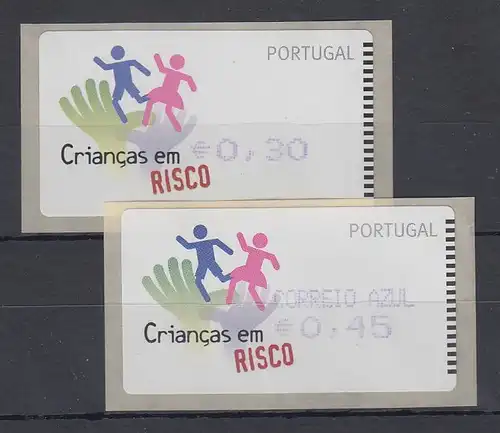 PORTUGAL
Crianças em €0,30
RISCO
PORTUGAL
CORREIO AZUL
Crianças em €0,45
RISCO